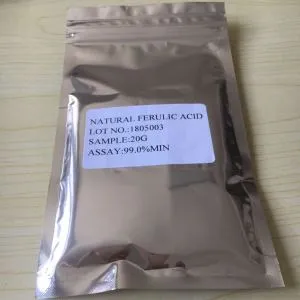 NATURAL FERULIC ACID
LOT NO.:1805003
SAMPLE:20G
ASSAY:99.0%MIN